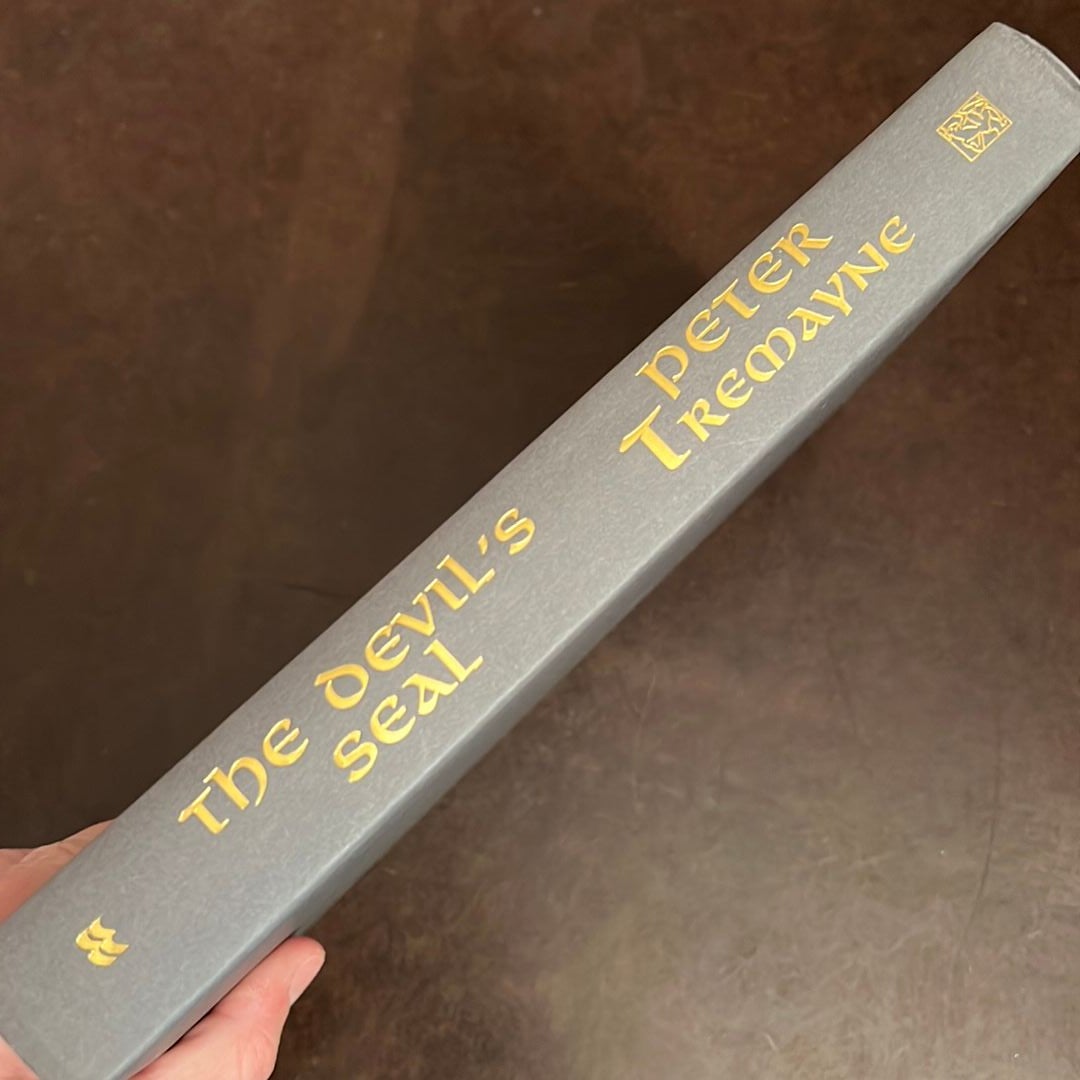 THE DEVIL'S
SEAL
PETER
TREMAYNE